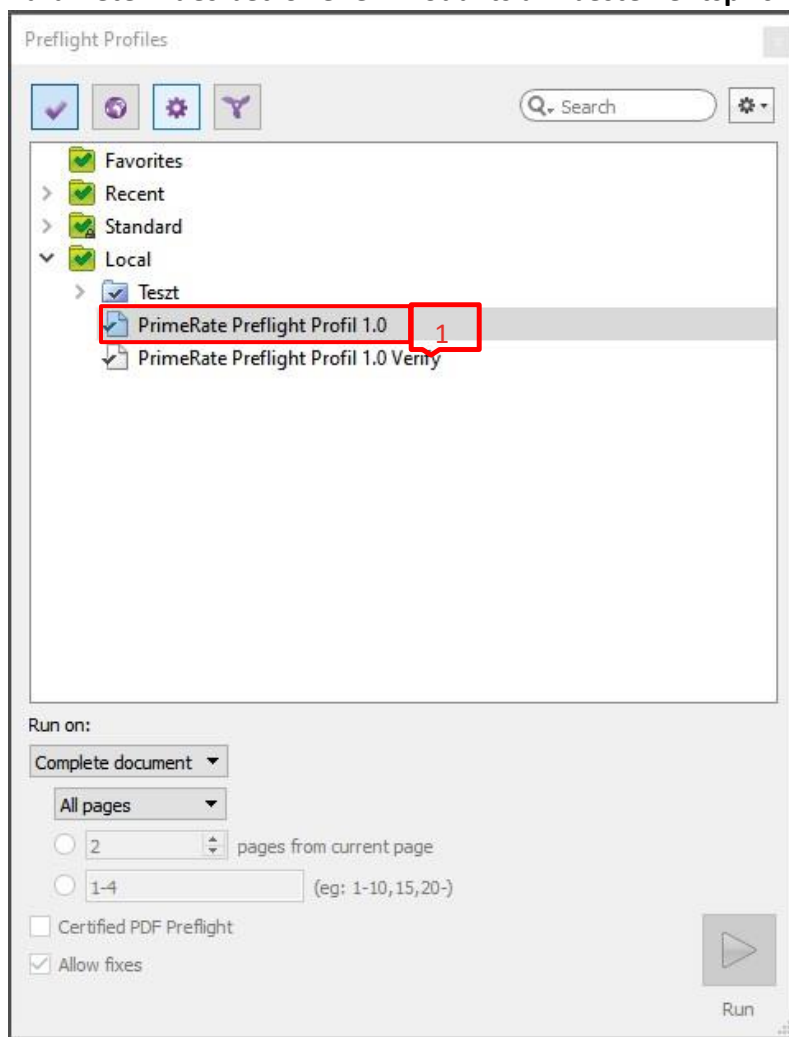 Preflight Profiles
Search
Favorites
Recent
Standard
Local
Teszt
PrimeRate Preflight Profil 1.0
1
PrimeRate Preflight Profil 1.0 Verify
Run on:
Complete document
All pages
2 pages from current page
1-4 (eg: 1-10,15,20-)
Certified PDF Preflight
Allow fixes
Run